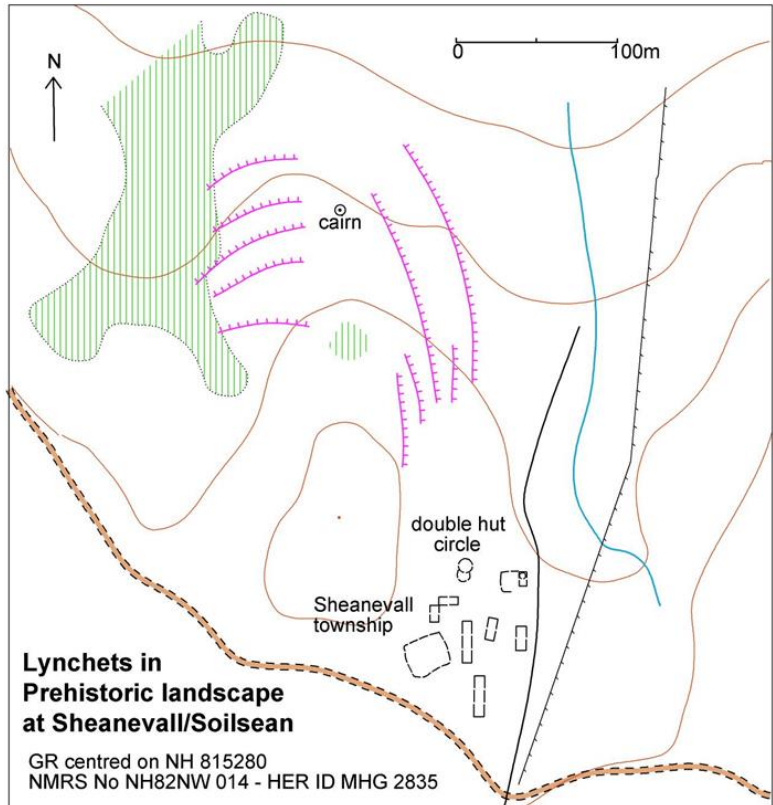 0 100m
N
cairn
double hut
circle
Sheanevall
township
Lynchets in
Prehistoric landscape
at Sheanevall/Soilsean
GR centred on NH 815280
NMRS No NH82NW 014 - HER ID MHG 2835